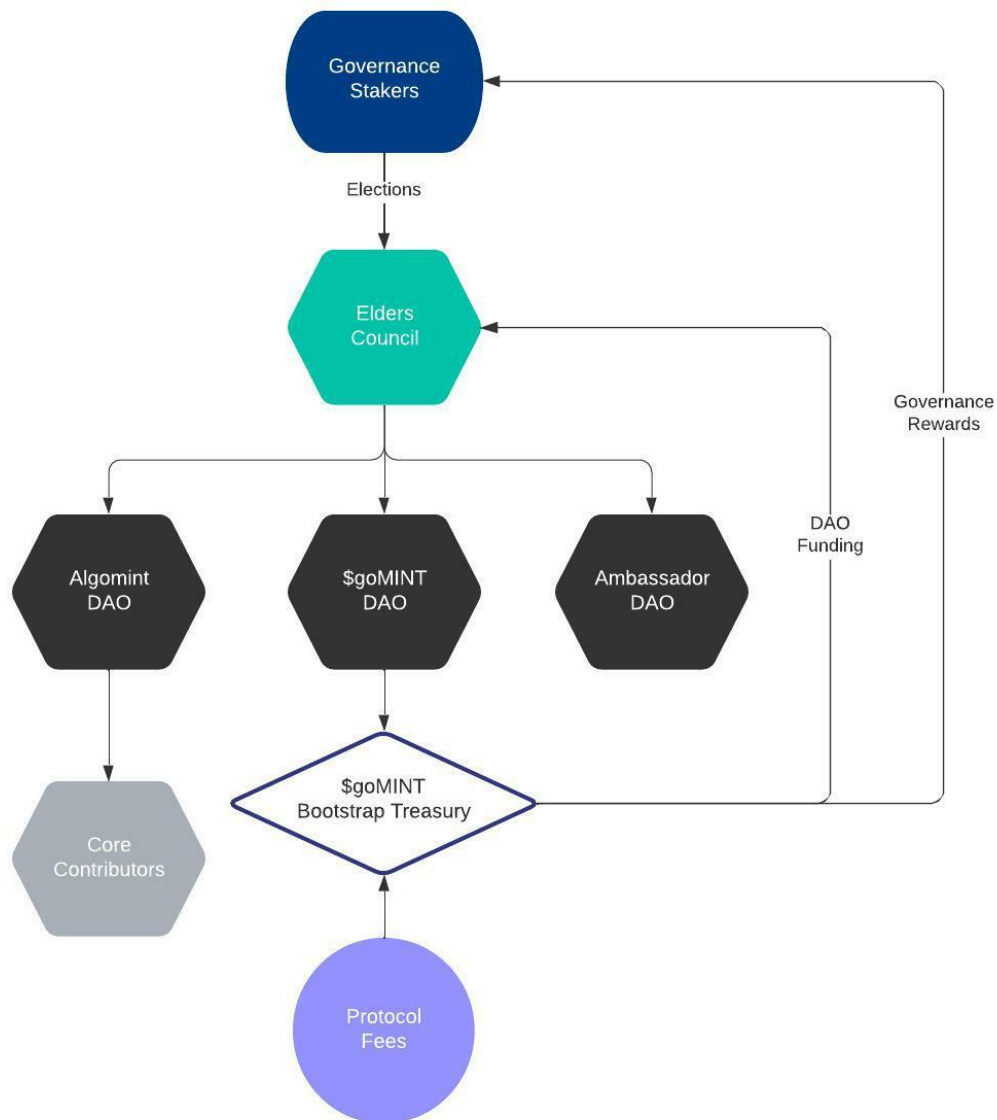 Governance
Stakers
Elections
Elders
Council
Governance
Rewards
DAO
Funding
Algomint
DAO
$goMINT
DAO
Ambassador
DAO
$goMINT
Bootstrap Treasury
Core
Contributors
Protocol
Fees